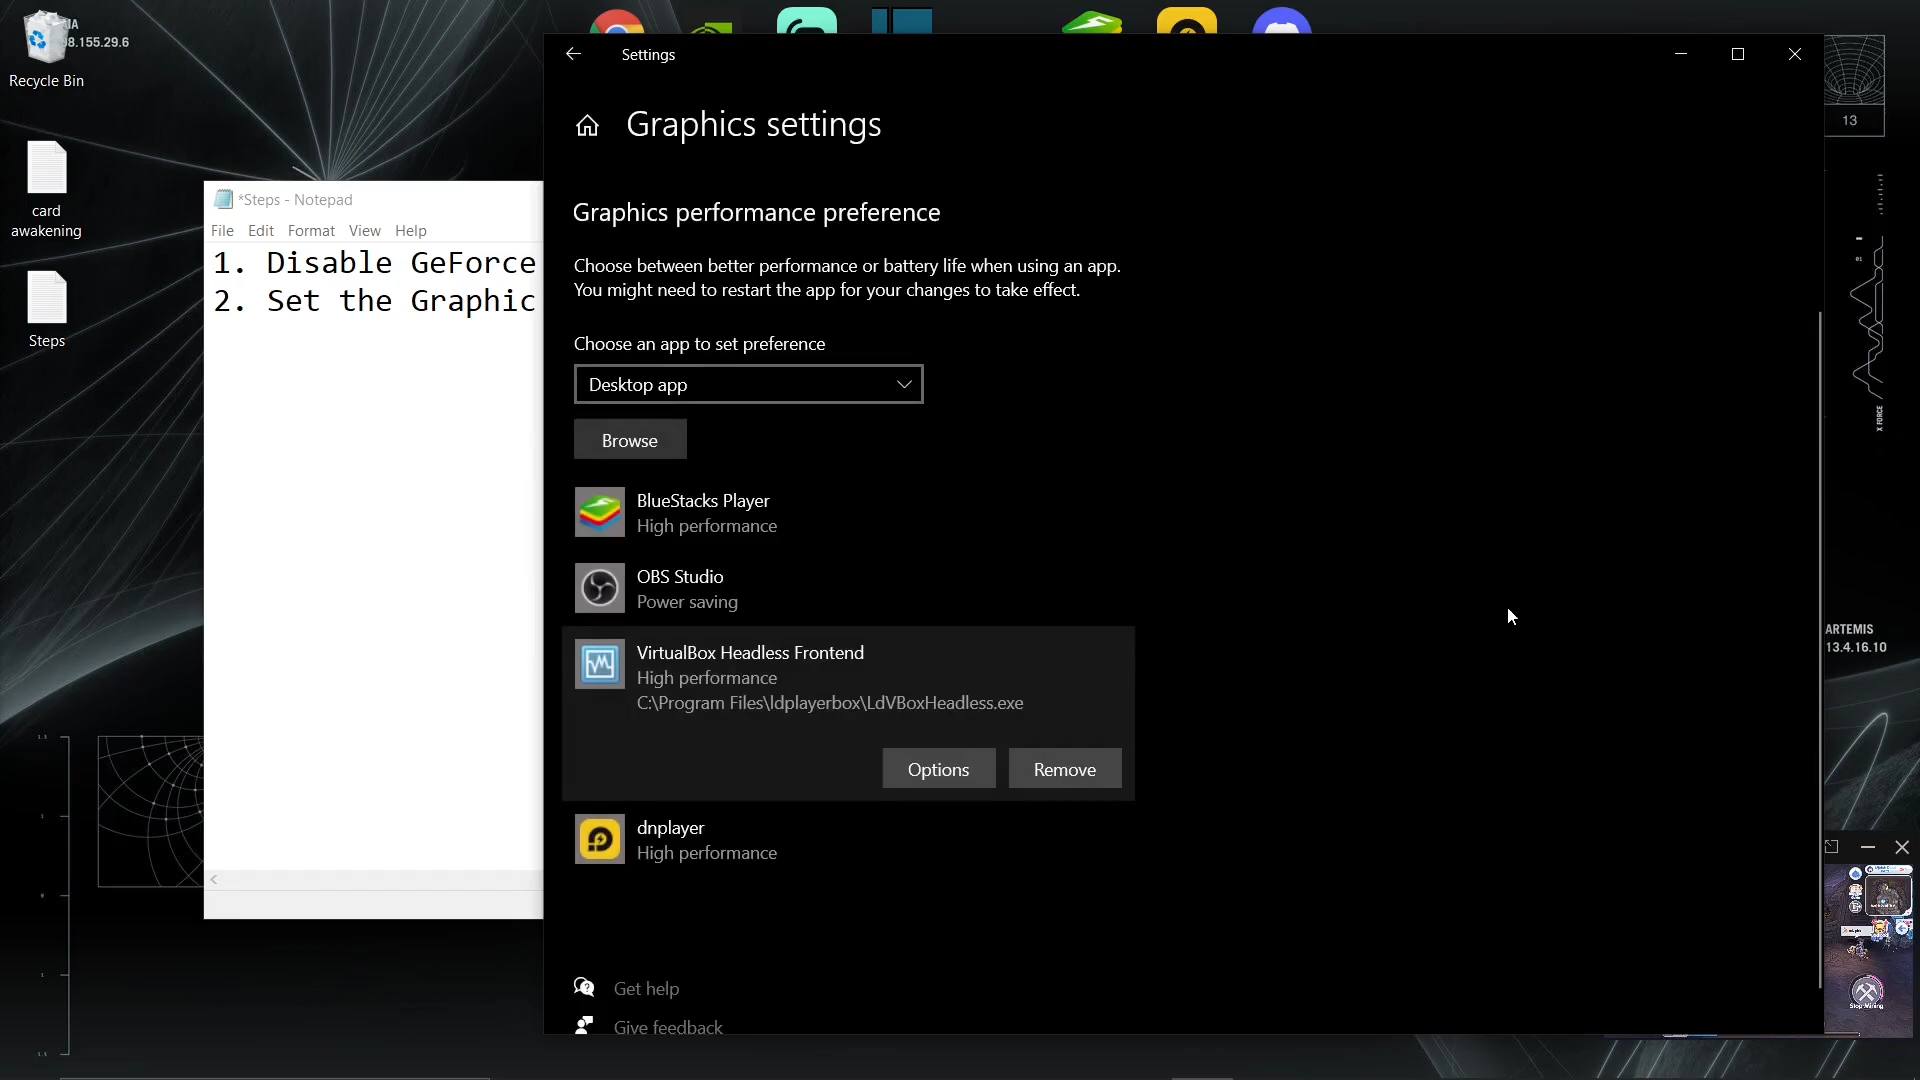 Recycle Bin
8.155.29.6
card
awakening
Steps
*Steps - Notepad
File Edit Format View Help
1. Disable GeForce
2. Set the Graphic
Settings
Graphics settings
Graphics performance preference
Choose between better performance or battery life when using an app.
You might need to restart the app for your changes to take effect.
Choose an app to set preference
Desktop app
Browse
BlueStacks Player
High performance
OBS Studio
Power saving
VirtualBox Headless Frontend
High performance
C:\Program Files\ldplayerbox\LdVBoxHeadless.exe
Options
Remove
dnplayer
High performance
Get help
Give feedback
13
X FORCE
ARTEMIS
13.4.16.10
Stop Mining